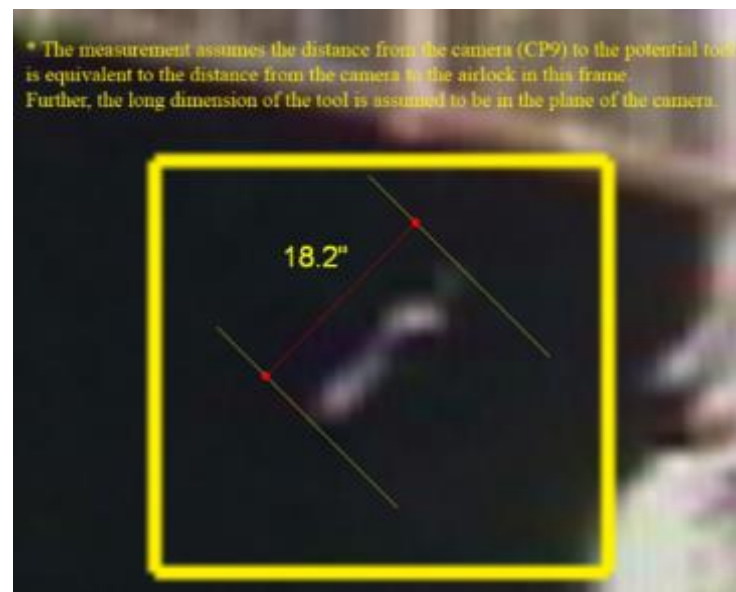 * The measurement assumes the distance from the camera (CP9) to the potential tool
is equivalent to the distance from the camera to the airlock in this frame.
Further, the long dimension of the tool is assumed to be in the plane of the camera.
18.2"